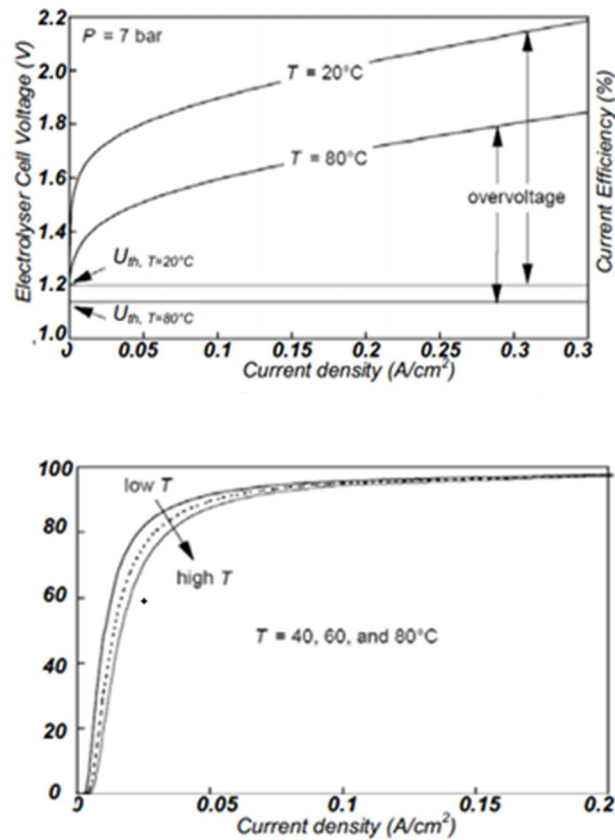 2.2
P = 7 bar
2.0
T = 20°C
1.8
T = 80°C
1.6
overvoltage
1.4
Uth, T=20°C
1.2
Uth, T=80°C
1.0
0 0.05 0.1 0.15 0.2 0.25 0.3 0.3
Current density (A/cm²)
Electrolyser Cell Voltage (V)
Current Efficiency (%)
100
low T
80
high T
60
T = 40, 60, and 80°C
40
20
0
0 0.05 0.1 0.15 0.2
Current density (A/cm²)